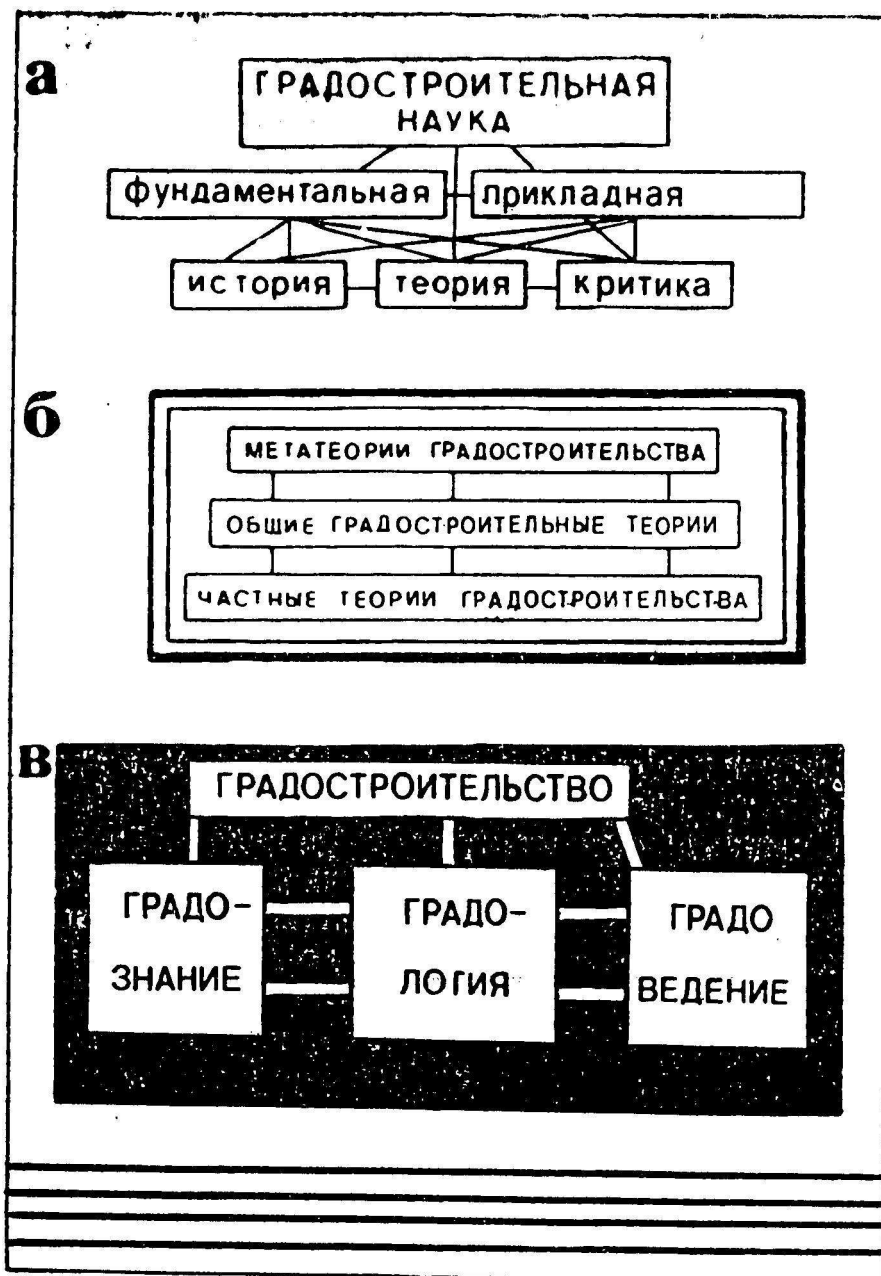 а
ГРАДОСТРОИТЕЛЬНАЯ
НАУКА
фундаментальная
прикладная
история
теория
критика
б
МЕТАТЕОРИИ ГРАДОСТРОИТЕЛЬСТВА
ОБЩИЕ ГРАДОСТРОИТЕЛЬНЫЕ ТЕОРИИ
ЧАСТНЫЕ ТЕОРИИ ГРАДОСТРОИТЕЛЬСТВА
в
ГРАДОСТРОИТЕЛЬСТВО
ГРАДО-
ЗНАНИЕ
ГРАДО-
ЛОГИЯ
ГРАДО
ВЕДЕНИЕ